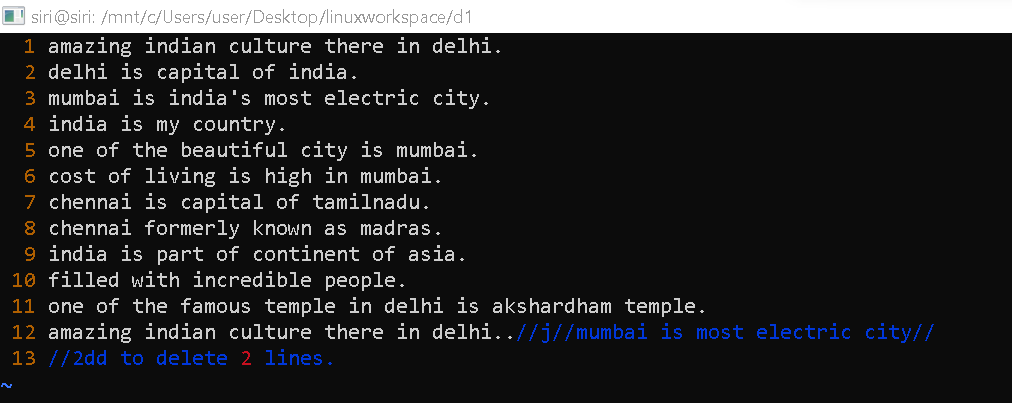 siri@siri: /mnt/c/Users/user/Desktop/linuxworkspace/d1
1 amazing indian culture there in delhi.
2 delhi is capital of india.
3 mumbai is india's most electric city.
4 india is my country.
5 one of the beautiful city is mumbai.
6 cost of living is high in mumbai.
7 chennai is capital of tamilnadu.
8 chennai formerly known as madras.
9 india is part of continent of asia.
10 filled with incredible people.
11 one of the famous temple in delhi is akshardham temple.
12 amazing indian culture there in delhi..//j//mumbai is most electric city//
13 //2dd to delete 2 lines.
~